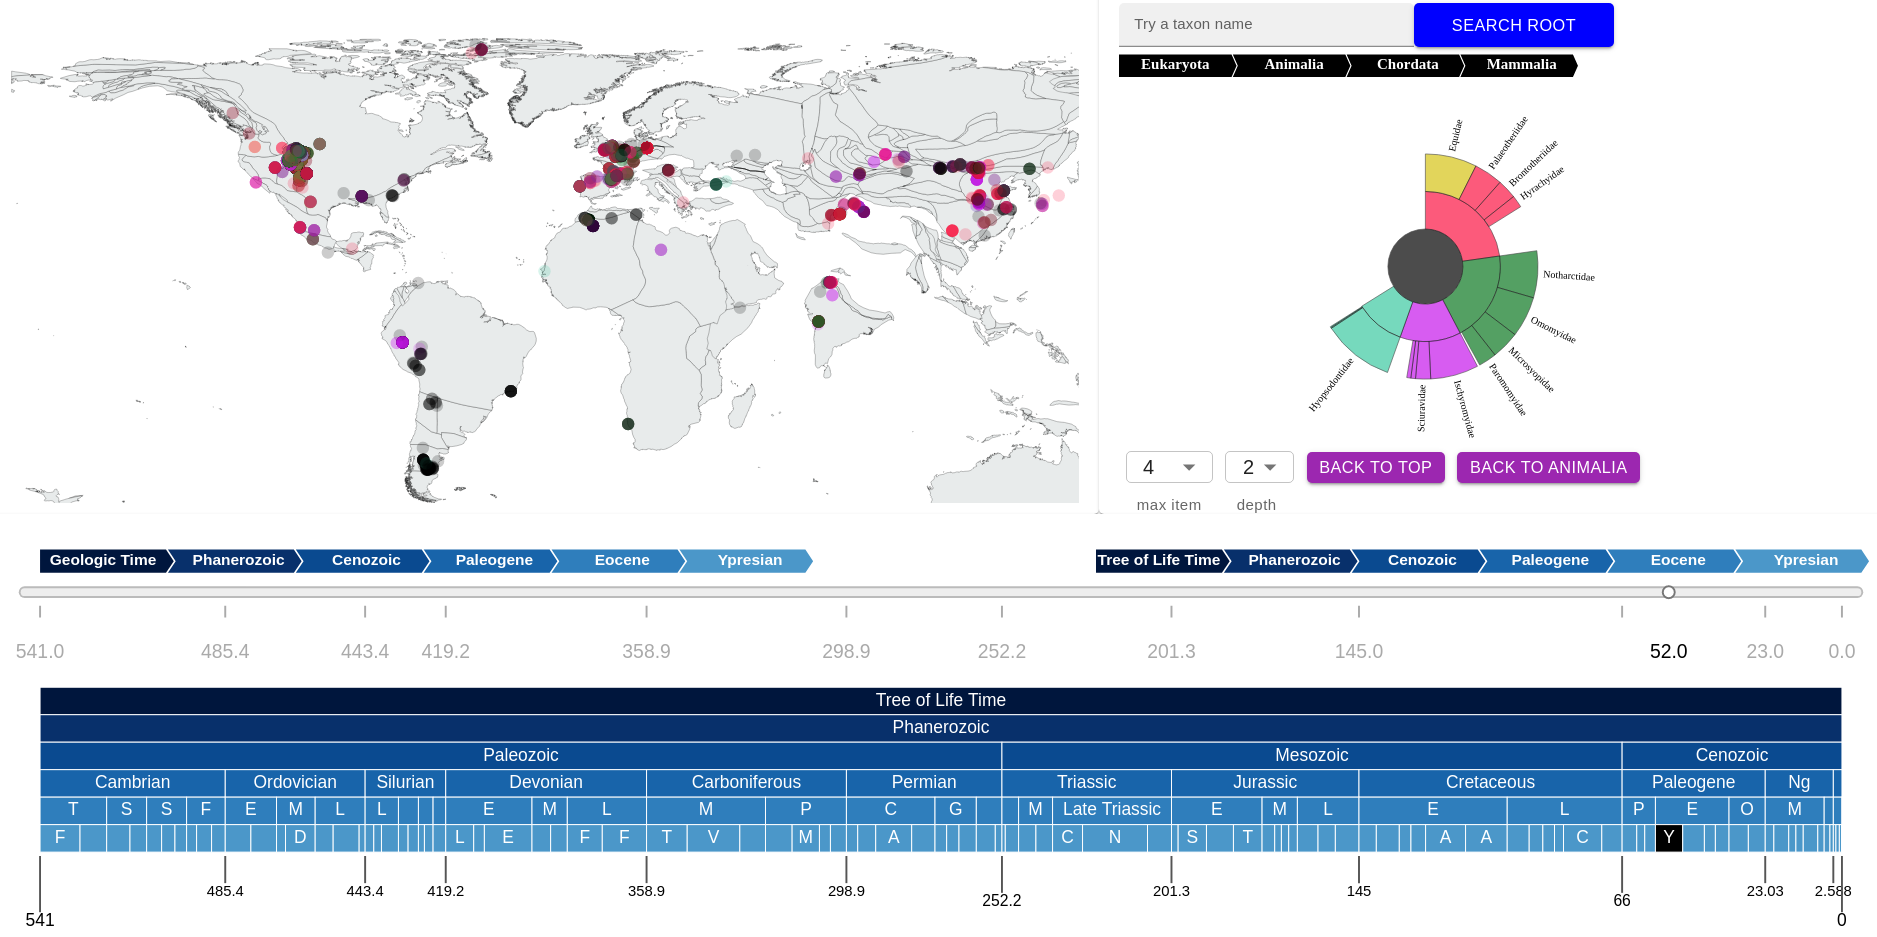 Try a taxon name
SEARCH ROOT
Eukaryota Animalia Chordata Mammalia
Equidae
Palaeotheriidae
Brontotheriidae
Hyrachyidae
Notharctidae
Omomyidae
Microsyopidae
Paromomyidae
Ischyromyidae
Sciuravidae
Hyopsodontidae
4 2 BACK TO TOP BACK TO ANIMALIA
max item depth
Geologic Time Phanerozoic Cenozoic Paleogene Eocene Ypresian
Tree of Life Time Phanerozoic Cenozoic Paleogene Eocene Ypresian
541.0 485.4 443.4 419.2 358.9 298.9 252.2 201.3 145.0 52.0 23.0 0.0
Tree of Life Time
Phanerozoic
Paleozoic Mesozoic Cenozoic
Cambrian Ordovician Silurian Devonian Carboniferous Permian Triassic Jurassic Cretaceous Paleogene Ng
T S S F E M L L E M L M P C G M Late Triassic E M L E L P E O M
F D L E F F T V M A C N S T A A C Y
485.4 443.4 419.2 358.9 298.9 201.3 145 23.03 2.588
252.2 66
541 0